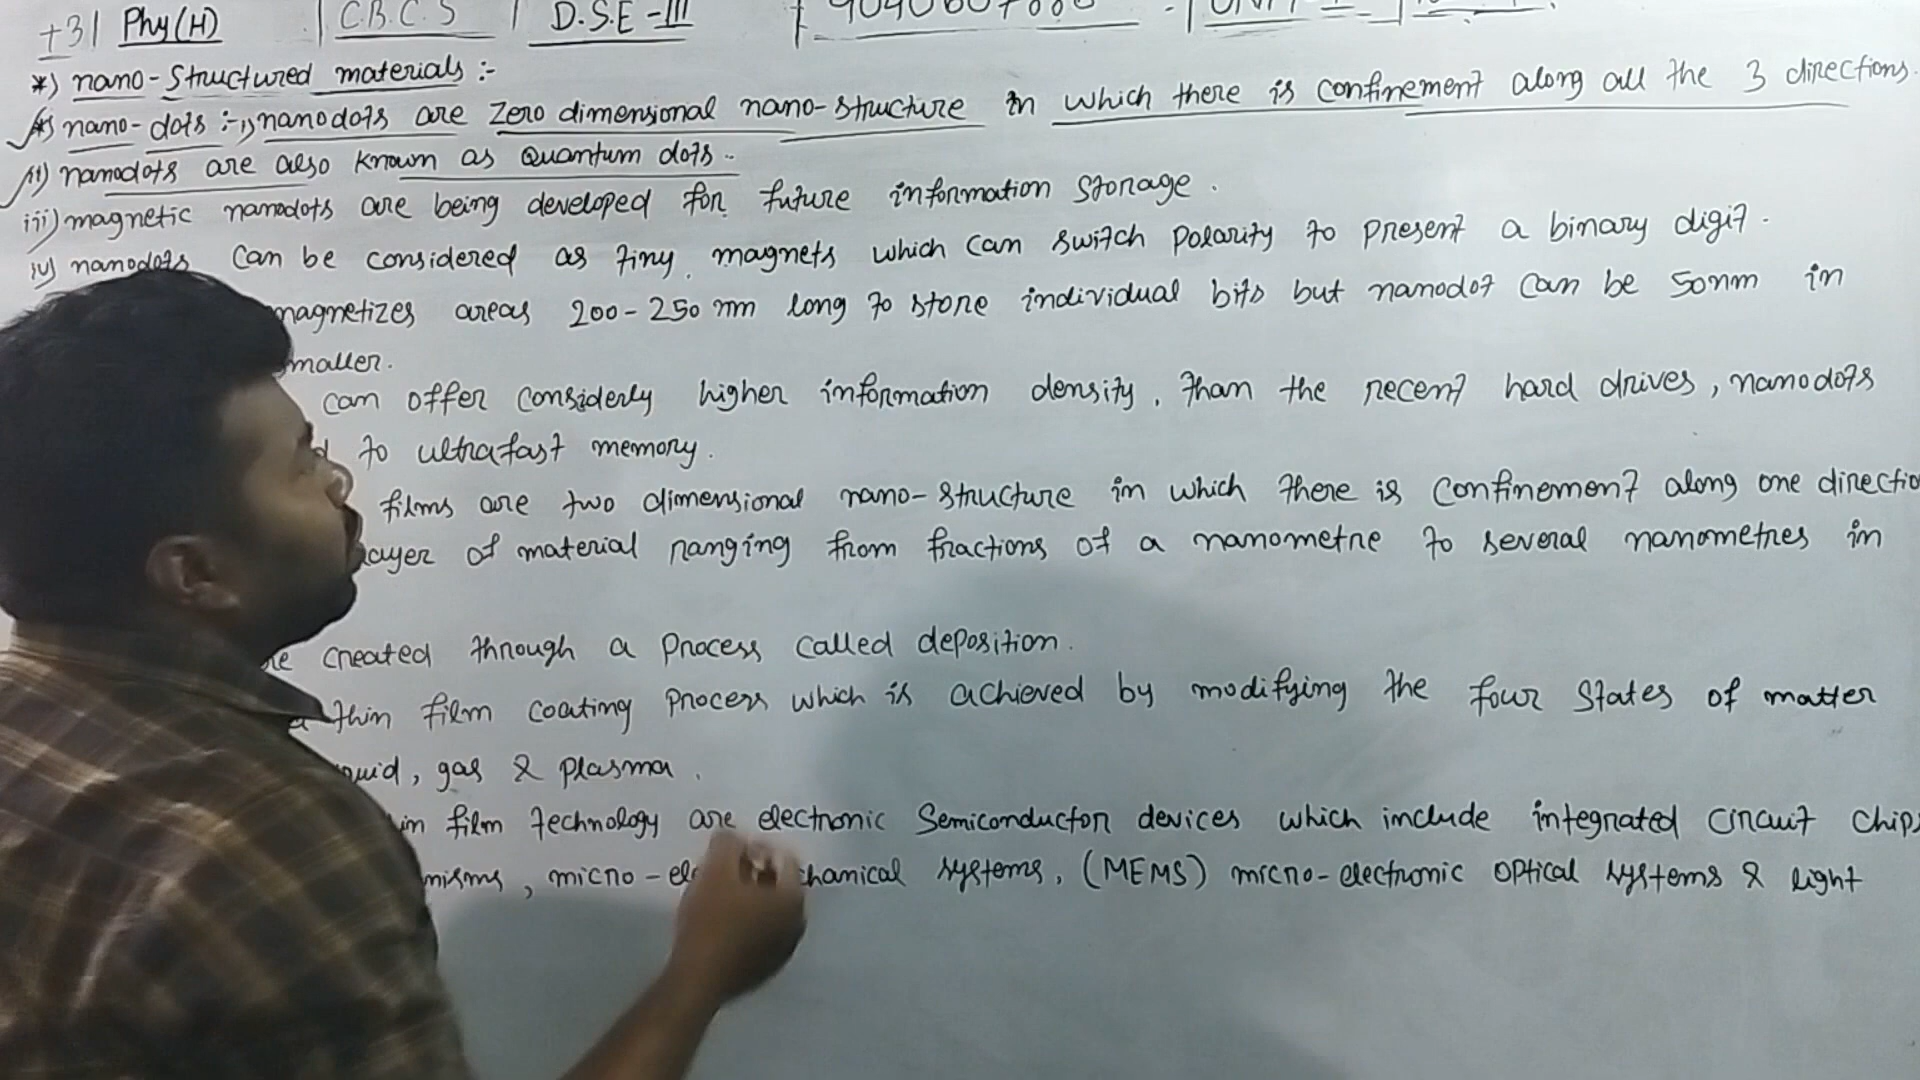 +3| Phy(H) | C.B.C.S | D.S.E-III |
*) nano-structured materials :-
*) nano-dots :- i) nanodots are zero dimensional nano-structure in which there is confinement along all the 3 directions.
ii) nanodots are also known as Quantum dots.
iii) magnetic nanodots are being developed for future information storage.
iv) nanodots can be considered as tiny magnets which can switch polarity to present a binary digit.
magnetizes areas 200-250 nm long to store individual bits but nanodot can be 50nm in
smaller.
can offer considerly higher information density, than the recent hard drives, nanodots
to ultrafast memory.
films are two dimensional nano-structure in which there is confinement along one directio
layer of material ranging from fractions of a nanometre to several nanometres in
created through a process called deposition.
a thin film coating process which is achieved by modifying the four states of matter
quid, gas & plasma.
in film technology are electronic semiconductor devices which include integrated circuit chips
nisms, micro-el chanical systems, (MEMS) micro-electronic optical systems & light